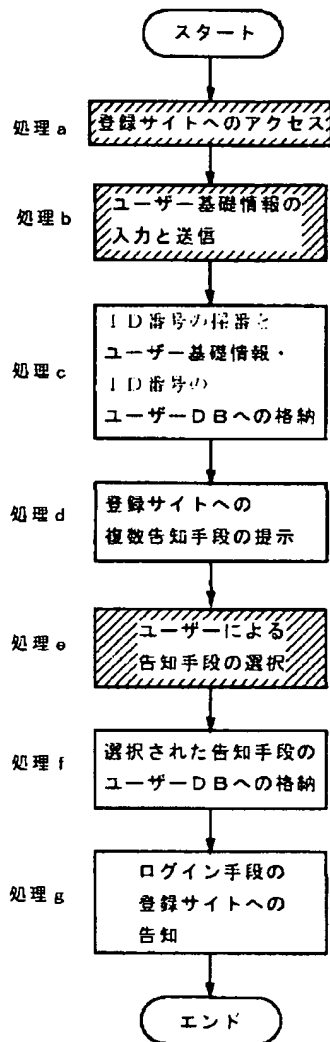 スタート
処理a
登録サイトへのアクセス
処理b
ユーザー基礎情報の
入力と送信
処理c
ID番号の採番と
ユーザー基礎情報・
ID番号の
ユーザーDBへの格納
処理d
登録サイトへの
複数告知手段の提示
処理e
ユーザーによる
告知手段の選択
処理f
選択された告知手段の
ユーザーDBへの格納
処理g
ログイン手段の
登録サイトへの
告知
エンド